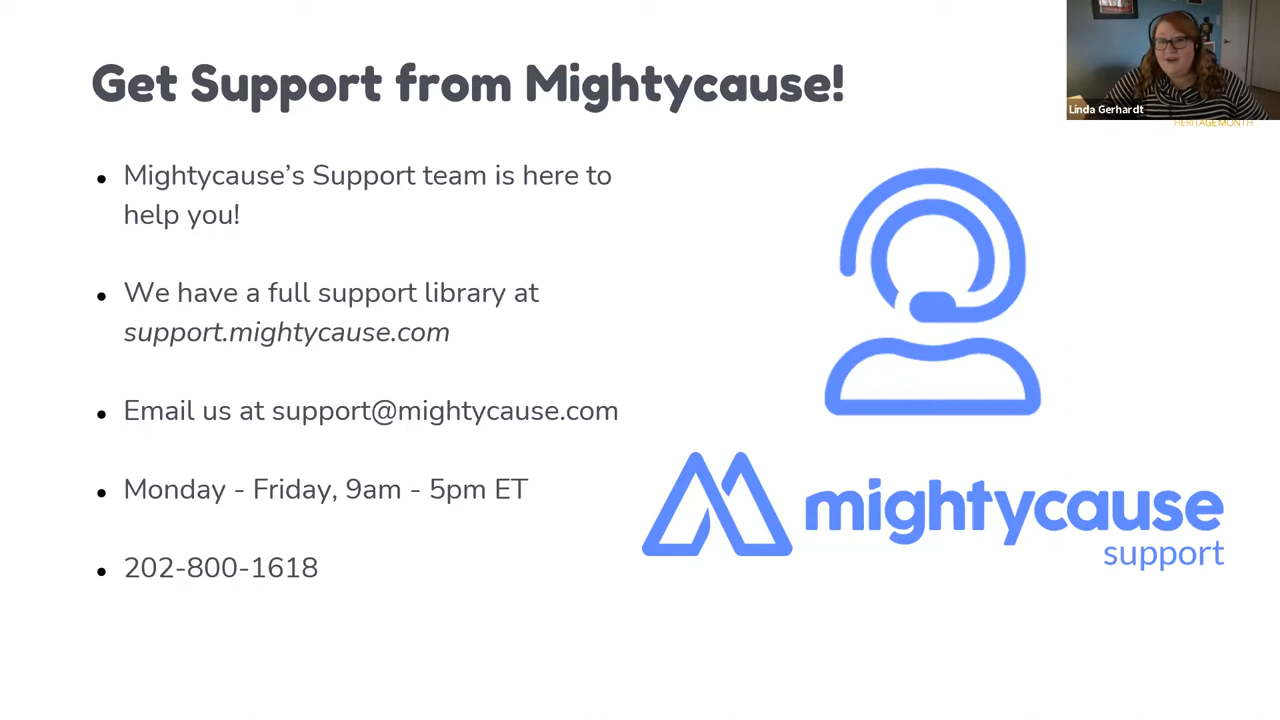 Get Support from Mightycause!
Linda Gerhardt
HERITAGE MONTH
Mightycause’s Support team is here to
help you!
We have a full support library at
support.mightycause.com
Email us at support@mightycause.com
Monday - Friday, 9am - 5pm ET
202-800-1618
mightycause
support